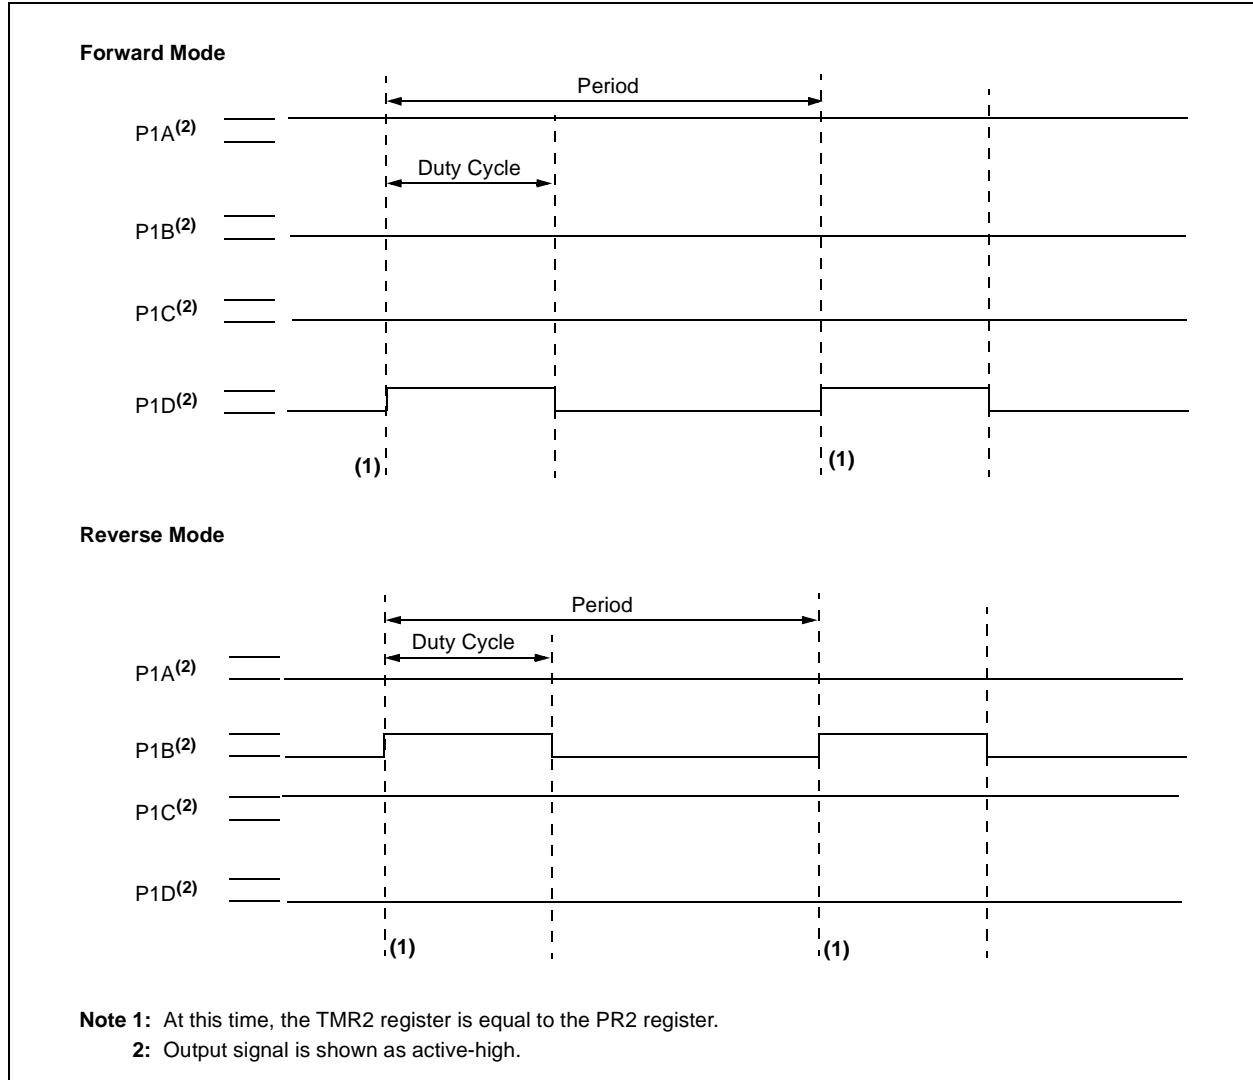 Forward Mode
Period
P1A(2)
Duty Cycle
P1B(2)
P1C(2)
P1D(2)
(1) (1)
Reverse Mode
Period
Duty Cycle
P1A(2)
P1B(2)
P1C(2)
P1D(2)
(1) (1)
Note 1: At this time, the TMR2 register is equal to the PR2 register.
2: Output signal is shown as active-high.